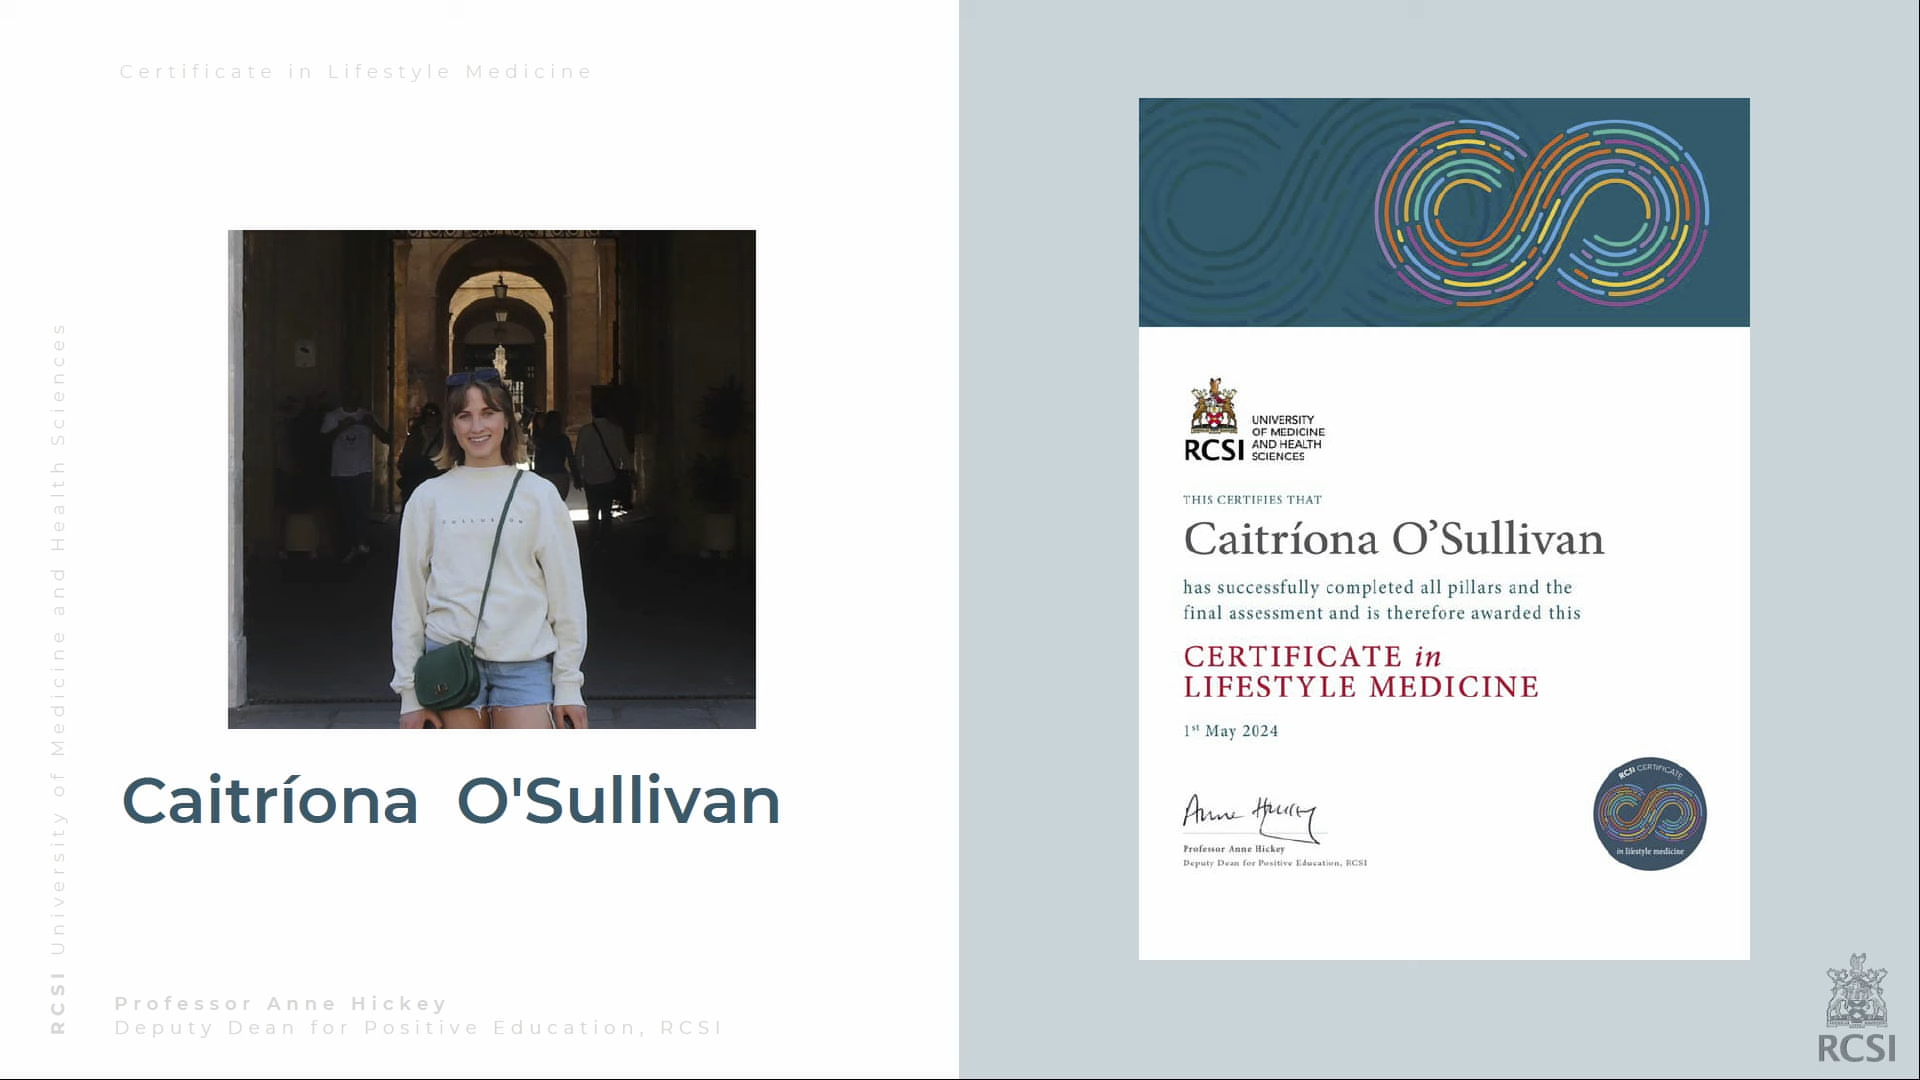 Certificate in Lifestyle Medicine
RCSI University of Medicine and Health Sciences
Caitríona O'Sullivan
Professor Anne Hickey
Deputy Dean for Positive Education, RCSI
RCSI
UNIVERSITY
OF MEDICINE
AND HEALTH
SCIENCES
THIS CERTIFIES THAT
Caitríona O’Sullivan
has successfully completed all pillars and the
final assessment and is therefore awarded this
CERTIFICATE in
LIFESTYLE MEDICINE
1st May 2024
Anne Hickey
Professor Anne Hickey
Deputy Dean for Positive Education, RCSI
RCSI CERTIFICATE
in lifestyle medicine
RCSI